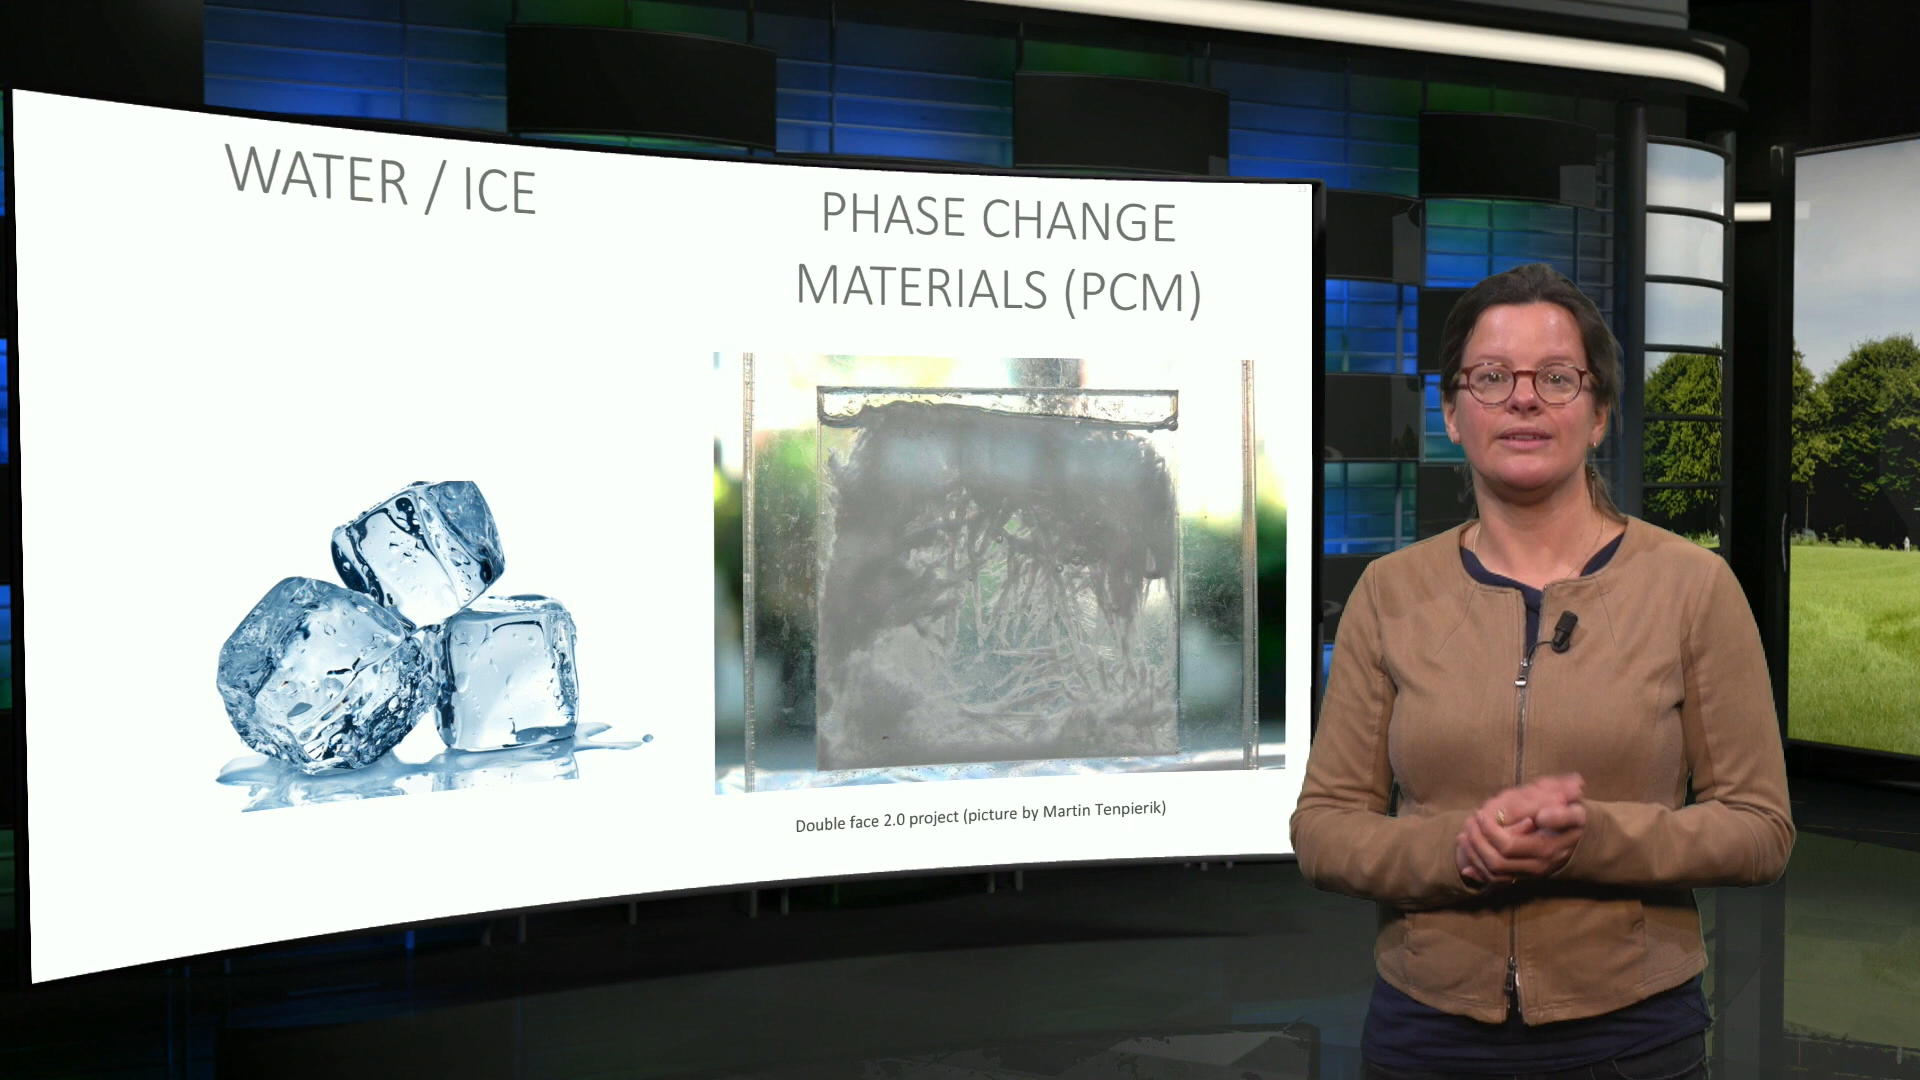 WATER / ICE
PHASE CHANGE
MATERIALS (PCM)
Double face 2.0 project (picture by Martin Tenpierik)